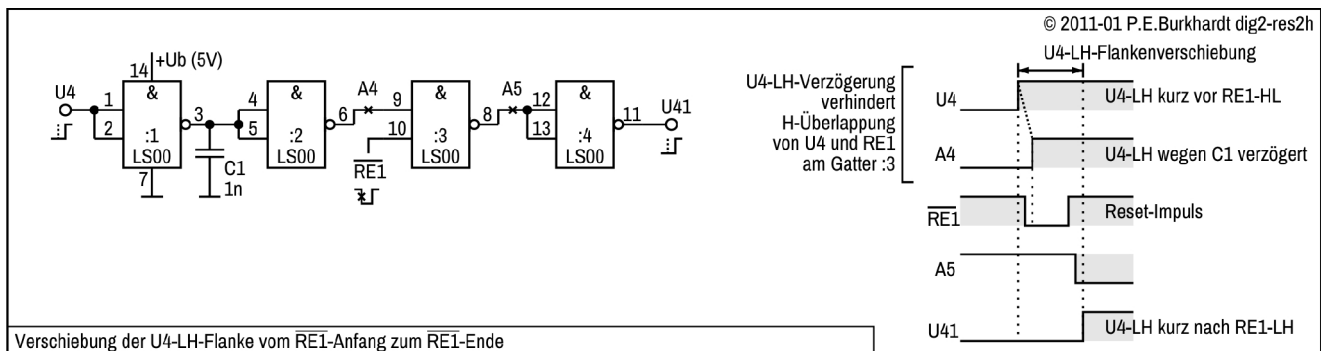 © 2011-01 P.E.Burkhardt dig2-res2h
U4-LH-Flankenverschiebung
+Ub (5V)
14
U4
1
2
&
:1
LS00
3
7
C1
1n
4
5
&
:2
LS00
6
A4
9
10
&
:3
LS00
8
RE1
A5
12
13
&
:4
LS00
11
U41
U4-LH-Verzögerung
verhindert
H-Überlappung
von U4 und RE1
am Gatter :3
U4
U4-LH kurz vor RE1-HL
A4
U4-LH wegen C1 verzögert
RE1
Reset-Impuls
A5
U41
U4-LH kurz nach RE1-LH
Verschiebung der U4-LH-Flanke vom RE1-Anfang zum RE1-Ende